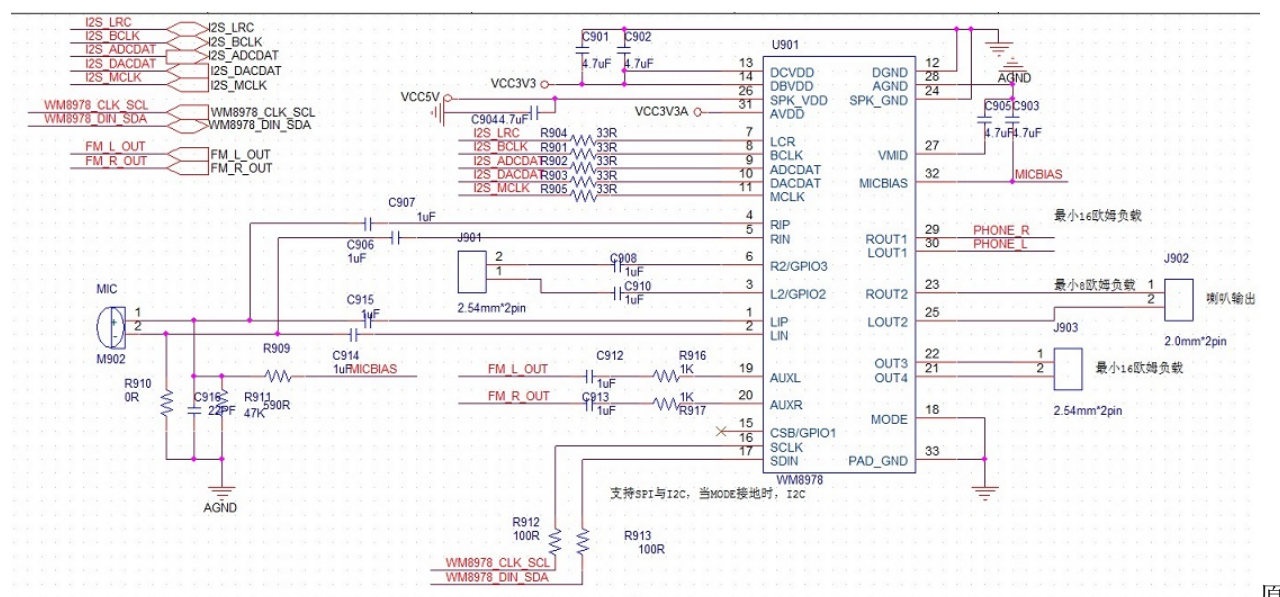 I2S_LRC I2S_LRC
I2S_BCLK I2S_BCLK
I2S_ADCDAT I2S_ADCDAT
I2S_DACDAT I2S_DACDAT
I2S_MCLK I2S_MCLK
WM8978_CLK_SCL WM8978_CLK_SCL
WM8978_DIN_SDA WM8978_DIN_SDA
FM_L_OUT FM_L_OUT
FM_R_OUT FM_R_OUT
C901 C902
4.7uF 4.7uF
VCC3V3
VCC5V
C904 4.7uF
VCC3V3A
U901
13 DCVDD DGND 12
14 DBVDD AGND 28
26 SPK_VDD SPK_GND 24
31 AVDD
AGND
C905 C903
4.7uF 4.7uF
I2S_LRC R904 33R 7 LCR
I2S_BCLK R901 33R 8 BCLK VMID 27
I2S_ADCDAT R902 33R 9 ADCDAT
I2S_DACDAT R903 33R 10 DACDAT MICBIAS 32 MICBIAS
I2S_MCLK R905 33R 11 MCLK
C907
1uF
4 RIP
最小16欧姆负载
C906
1uF
5 RIN ROUT1 29 PHONE_R
LOUT1 30 PHONE_L
J901
2 C908 1uF 6 R2/GPIO3
1 C910 1uF 3 L2/GPIO2
2.54mm*2pin
ROUT2 23 最小8欧姆负载 1 J902
LOUT2 25 2 喇叭输出
2.0mm*2pin
MIC
1 C915 1uF 1 LIP
2 2 LIN
M902
C914
1uF
J903
OUT3 22 1 最小16欧姆负载
OUT4 21 2
2.54mm*2pin
R909
590R
MICBIAS
R910
0R
C916
22PF
R911
47K
FM_L_OUT C912 1uF R916 1K 19 AUXL
FM_R_OUT C913 1uF 1K R917 20 AUXR
MODE 18
15 CSB/GPIO1
16 SCLK
17 SDIN PAD_GND 33
WM8978
AGND
支持SPI与I2C, 当MODE接地时, I2C
R912
100R
R913
100R
WM8978_CLK_SCL
WM8978_DIN_SDA